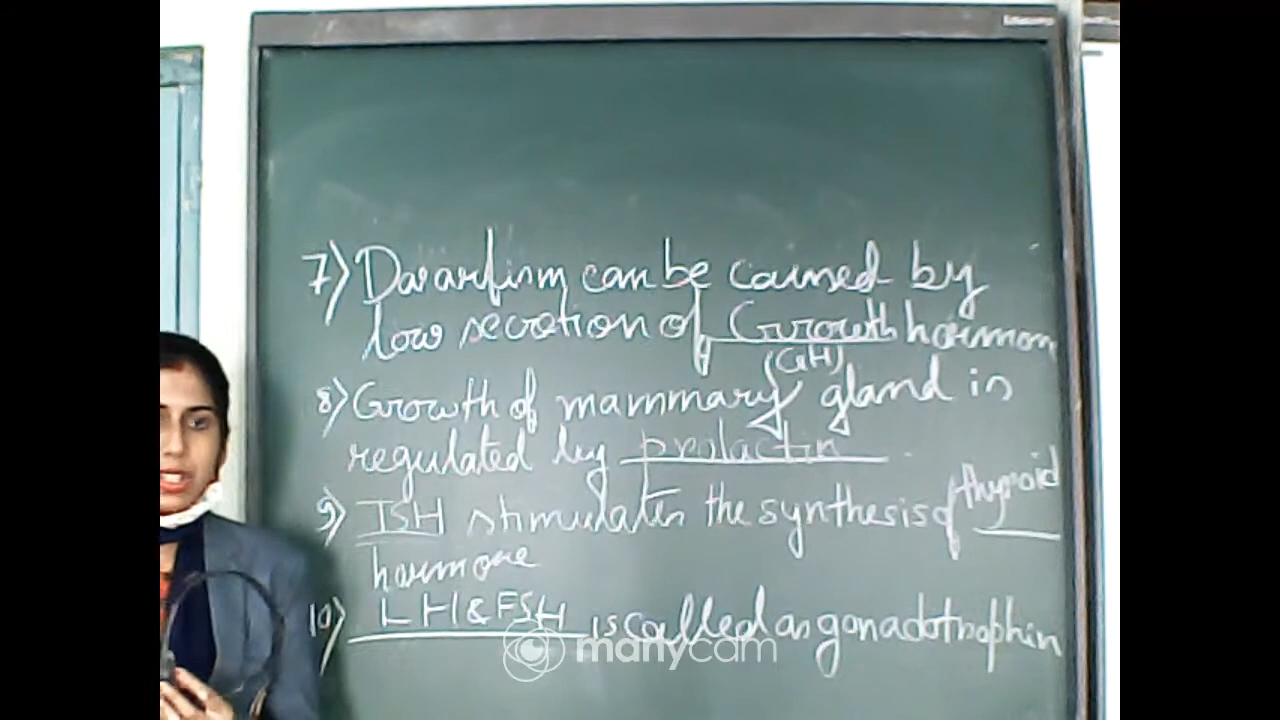 7) Dwarfism can be caused by
low secretion of Growth hormon
(GH)
8) Growth of mammary gland is
regulated by prolactin.
9) TSH stimulates the synthesis of thyroid
hormone
10) LH & FSH is called as gonadotrophin
manycam